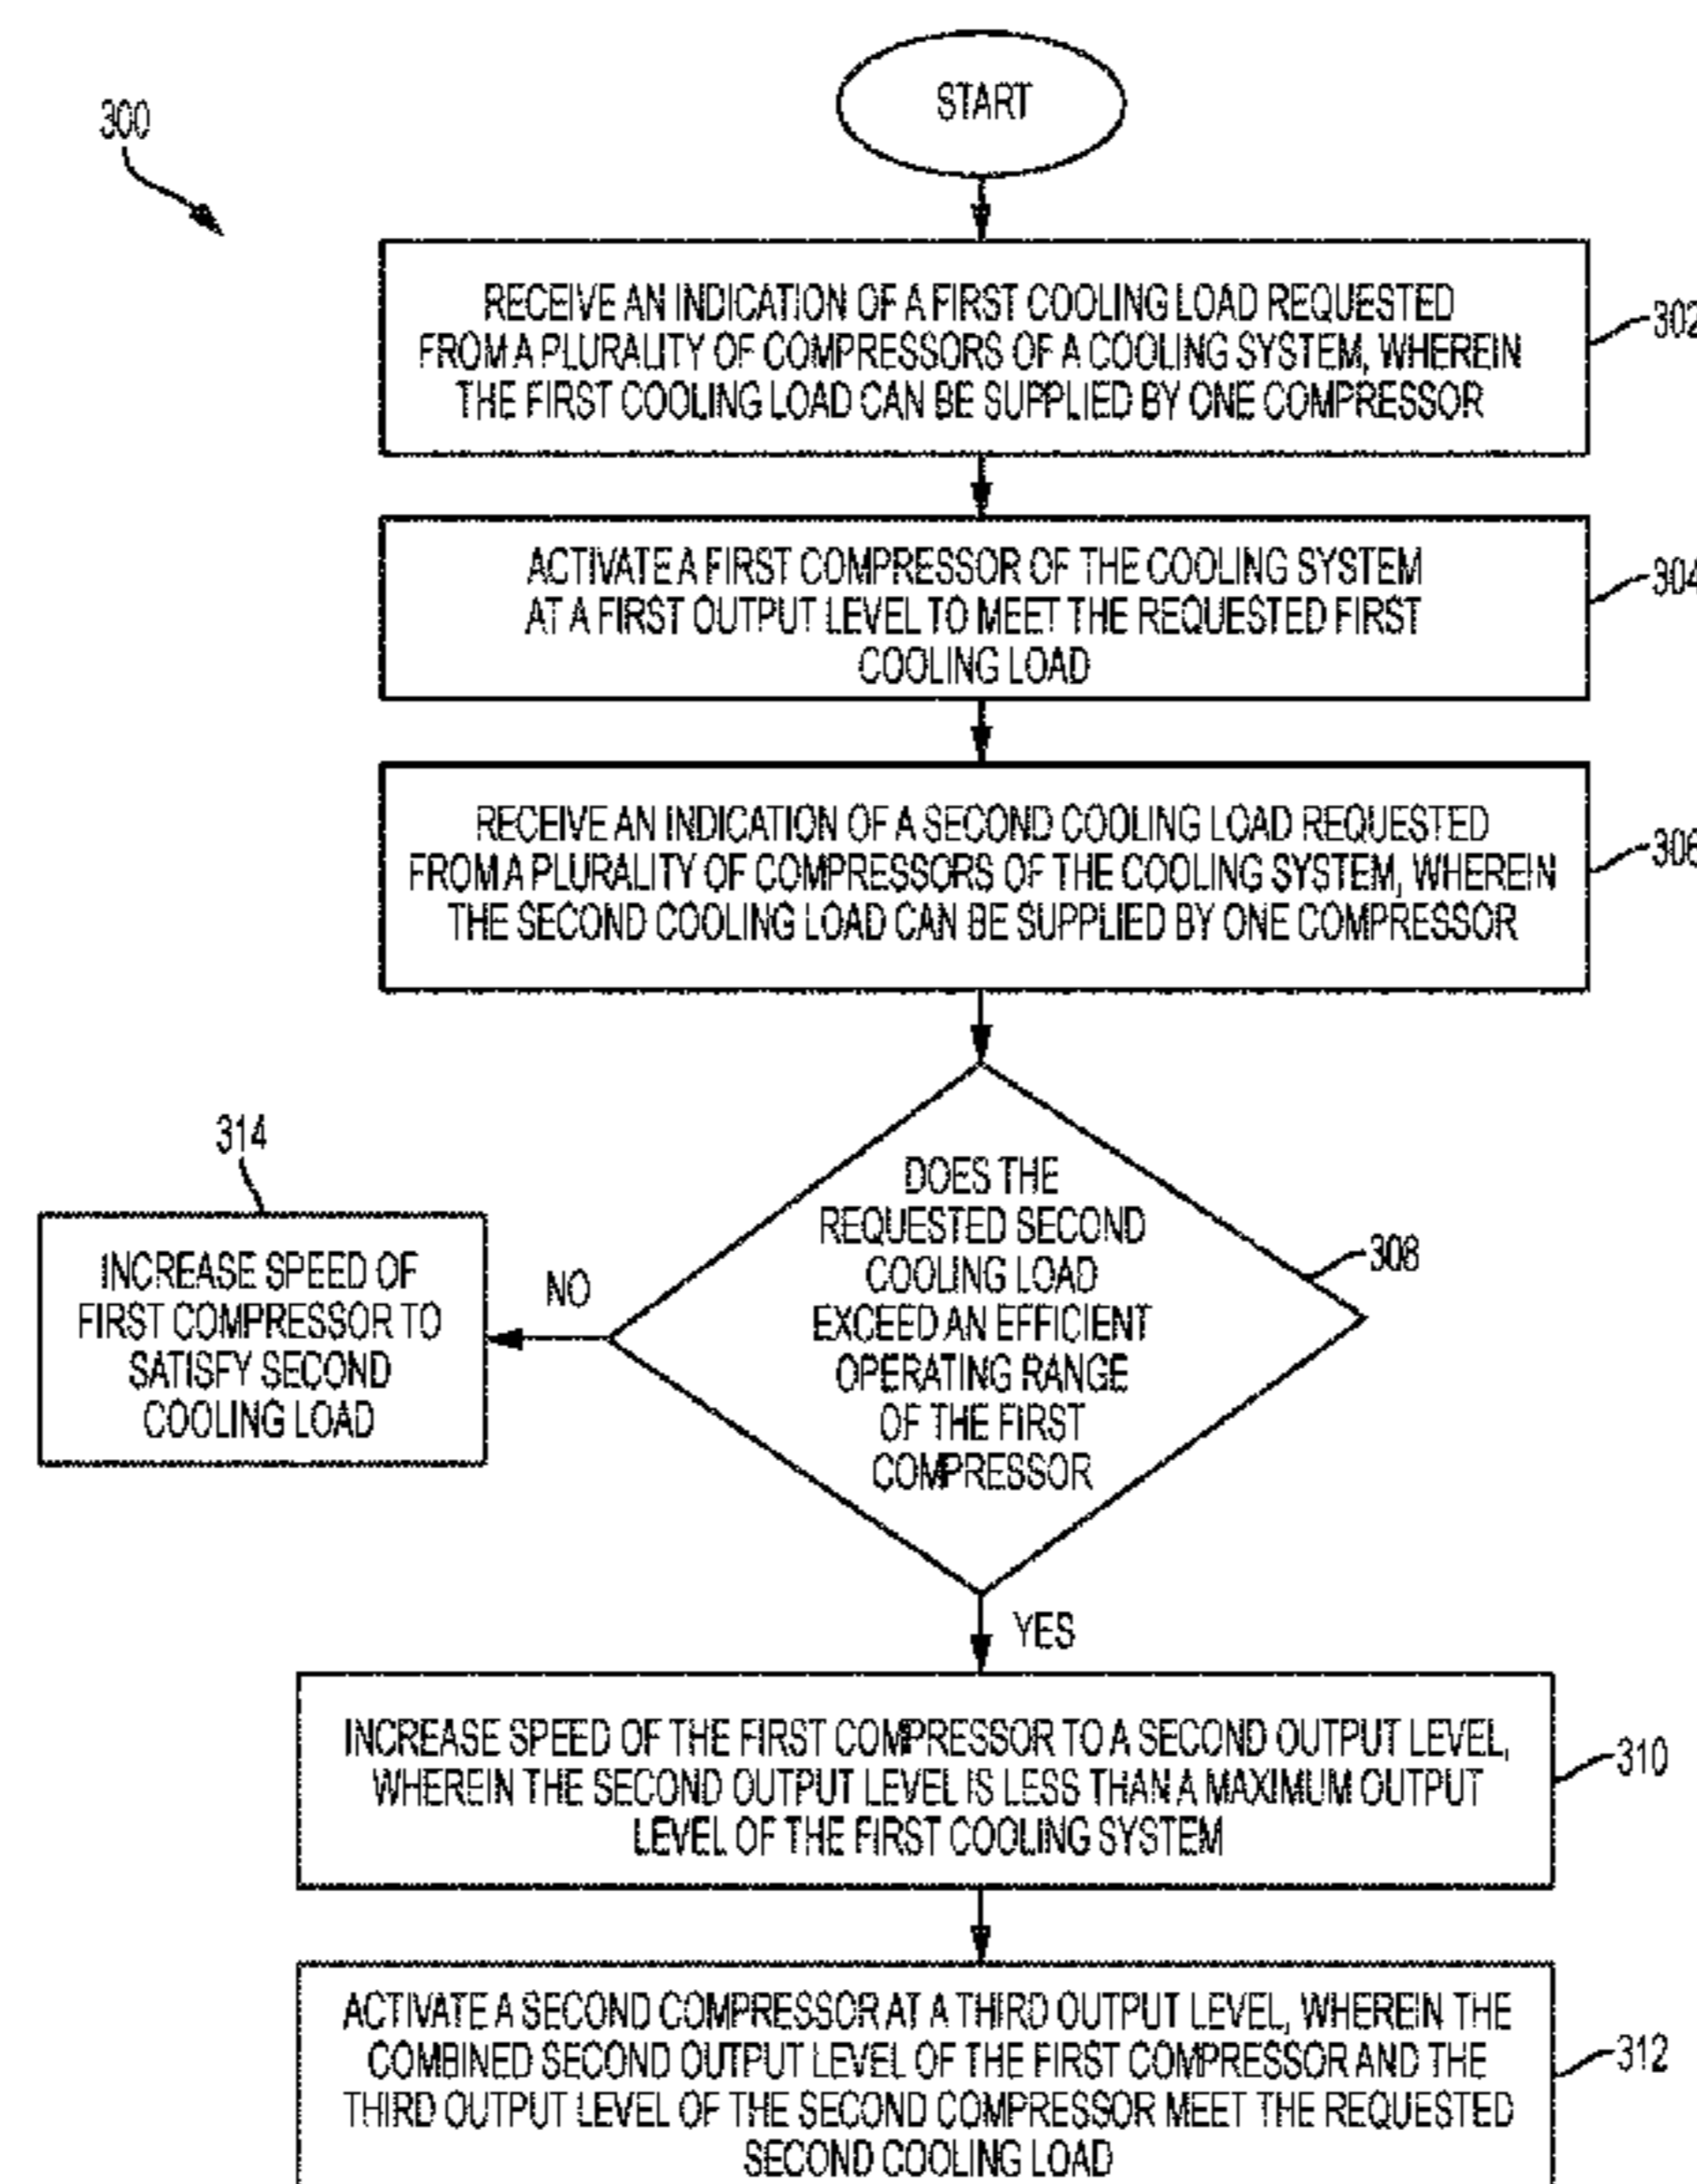 START
300
RECEIVE AN INDICATION OF A FIRST COOLING LOAD REQUESTED
FROM A PLURALITY OF COMPRESSORS OF A COOLING SYSTEM, WHEREIN
THE FIRST COOLING LOAD CAN BE SUPPLIED BY ONE COMPRESSOR
302
ACTIVATE A FIRST COMPRESSOR OF THE COOLING SYSTEM
AT A FIRST OUTPUT LEVEL TO MEET THE REQUESTED FIRST
COOLING LOAD
304
RECEIVE AN INDICATION OF A SECOND COOLING LOAD REQUESTED
FROM A PLURALITY OF COMPRESSORS OF THE COOLING SYSTEM, WHEREIN
THE SECOND COOLING LOAD CAN BE SUPPLIED BY ONE COMPRESSOR
306
DOES THE
REQUESTED SECOND
COOLING LOAD
EXCEED AN EFFICIENT
OPERATING RANGE
OF THE FIRST
COMPRESSOR
308
NO
314
INCREASE SPEED OF
FIRST COMPRESSOR TO
SATISFY SECOND
COOLING LOAD
YES
INCREASE SPEED OF THE FIRST COMPRESSOR TO A SECOND OUTPUT LEVEL,
WHEREIN THE SECOND OUTPUT LEVEL IS LESS THAN A MAXIMUM OUTPUT
LEVEL OF THE FIRST COOLING SYSTEM
310
ACTIVATE A SECOND COMPRESSOR AT A THIRD OUTPUT LEVEL, WHEREIN THE
COMBINED SECOND OUTPUT LEVEL OF THE FIRST COMPRESSOR AND THE
THIRD OUTPUT LEVEL OF THE SECOND COMPRESSOR MEET THE REQUESTED
SECOND COOLING LOAD
312